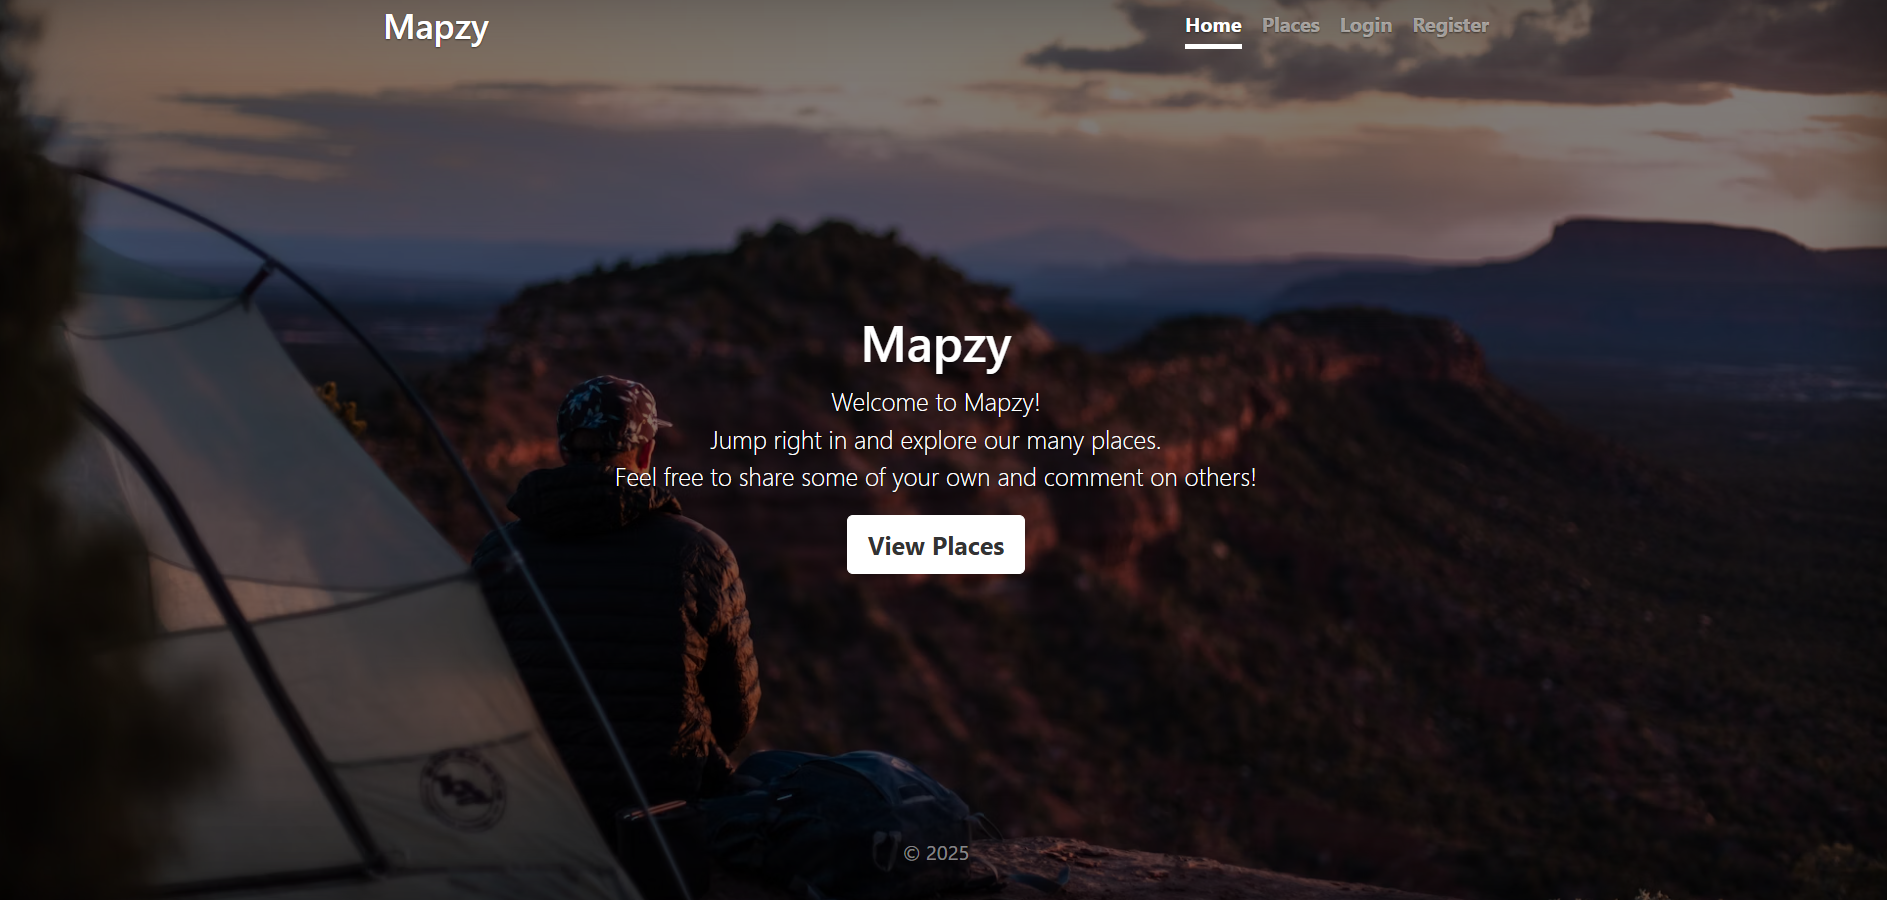 Mapzy
Home Places Login Register
Mapzy
Welcome to Mapzy!
Jump right in and explore our many places.
Feel free to share some of your own and comment on others!
View Places
© 2025